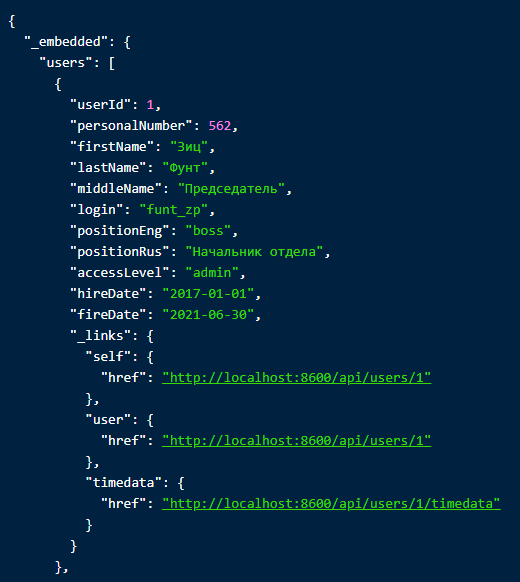 {
"_embedded": {
"users": [
{
"userId": 1,
"personalNumber": 562,
"firstName": "Зиц",
"lastName": "Фунт",
"middleName": "Председатель",
"login": "funt_zp",
"positionEng": "boss",
"positionRus": "Начальник отдела",
"accessLevel": "admin",
"hireDate": "2017-01-01",
"fireDate": "2021-06-30",
"_links": {
"self": {
"href": "http://localhost:8600/api/users/1"
},
"user": {
"href": "http://localhost:8600/api/users/1"
},
"timedata": {
"href": "http://localhost:8600/api/users/1/timedata"
}
}
},